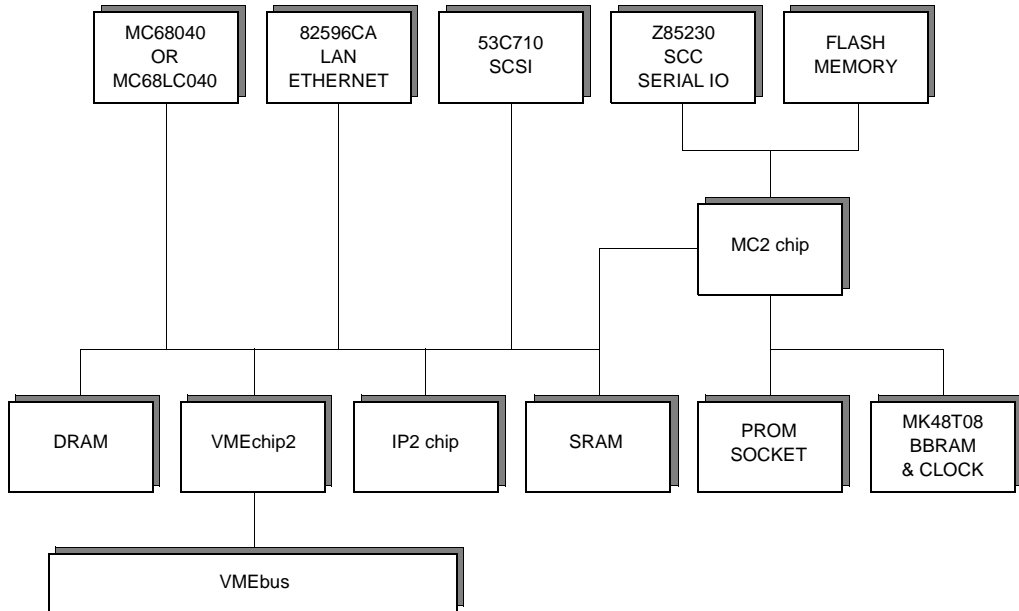 MC68040
OR
MC68LC040
82596CA
LAN
ETHERNET
53C710
SCSI
Z85230
SCC
SERIAL IO
FLASH
MEMORY
MC2 chip
DRAM
VMEchip2
IP2 chip
SRAM
PROM
SOCKET
MK48T08
BBRAM
& CLOCK
VMEbus